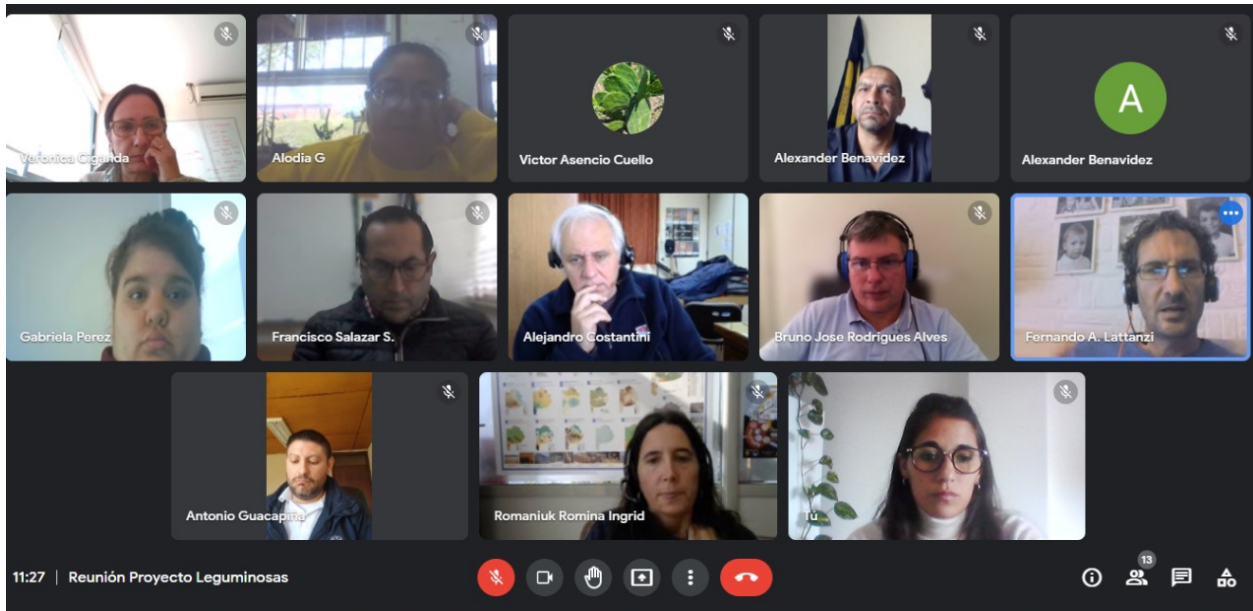 Veronica Ciganda
Alodia G
Victor Asencio Cuello
Alexander Benavidez
A
Alexander Benavidez
Gabriela Perez
Francisco Salazar S.
Alejandro Costantini
Bruno Jose Rodrigues Alves
Fernando A. Lattanzi
Antonio Guacapiña
Romaniuk Romina Ingrid
Tú
11:27 | Reunión Proyecto Leguminosas
13